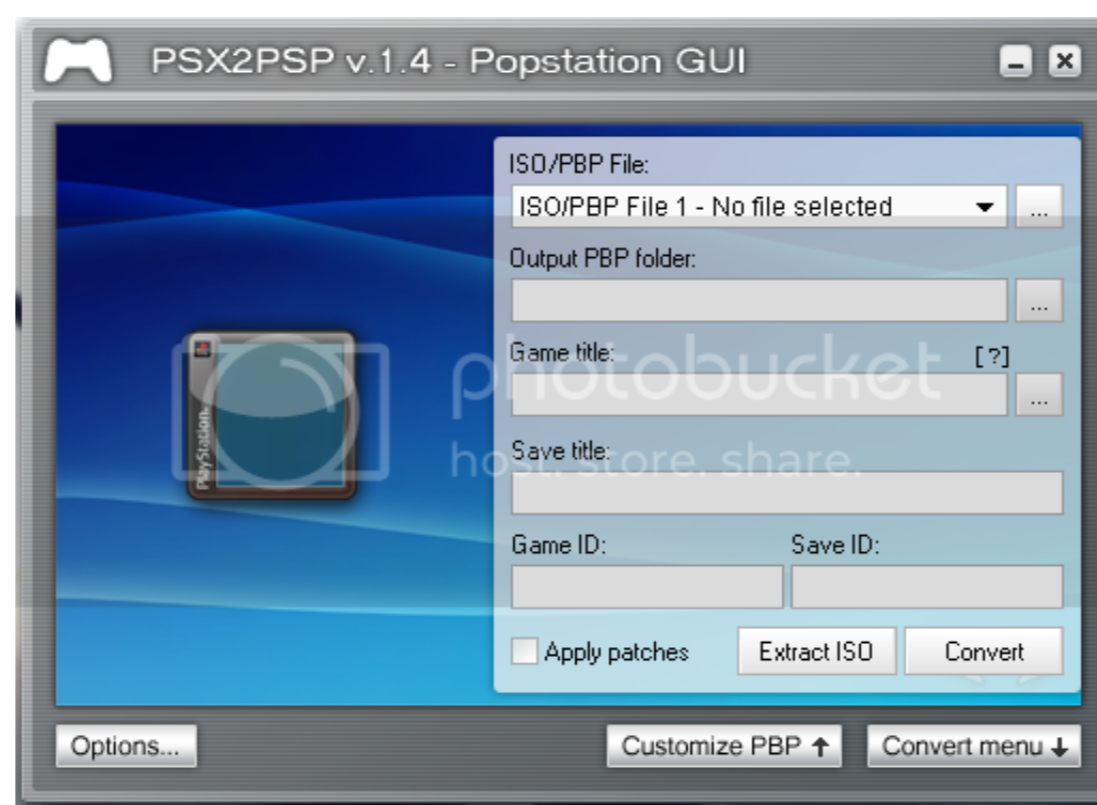 PSX2PSP v.1.4 - Popstation GUI
ISO/PBP File:
ISO/PBP File 1 - No file selected
...
Output PBP folder:
...
Game title:
[?]
...
Save title:
Game ID:
Save ID:
Apply patches
Extract ISO
Convert
PlayStation.
photobucket
host. store. share.
Options...
Customize PBP
Convert menu